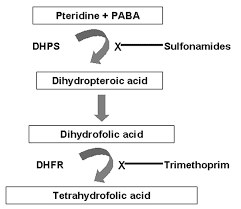 Pteridine + PABA
DHPS X Sulfonamides
Dihydropteroic acid
Dihydrofolic acid
DHFR X Trimethoprim
Tetrahydrofolic acid